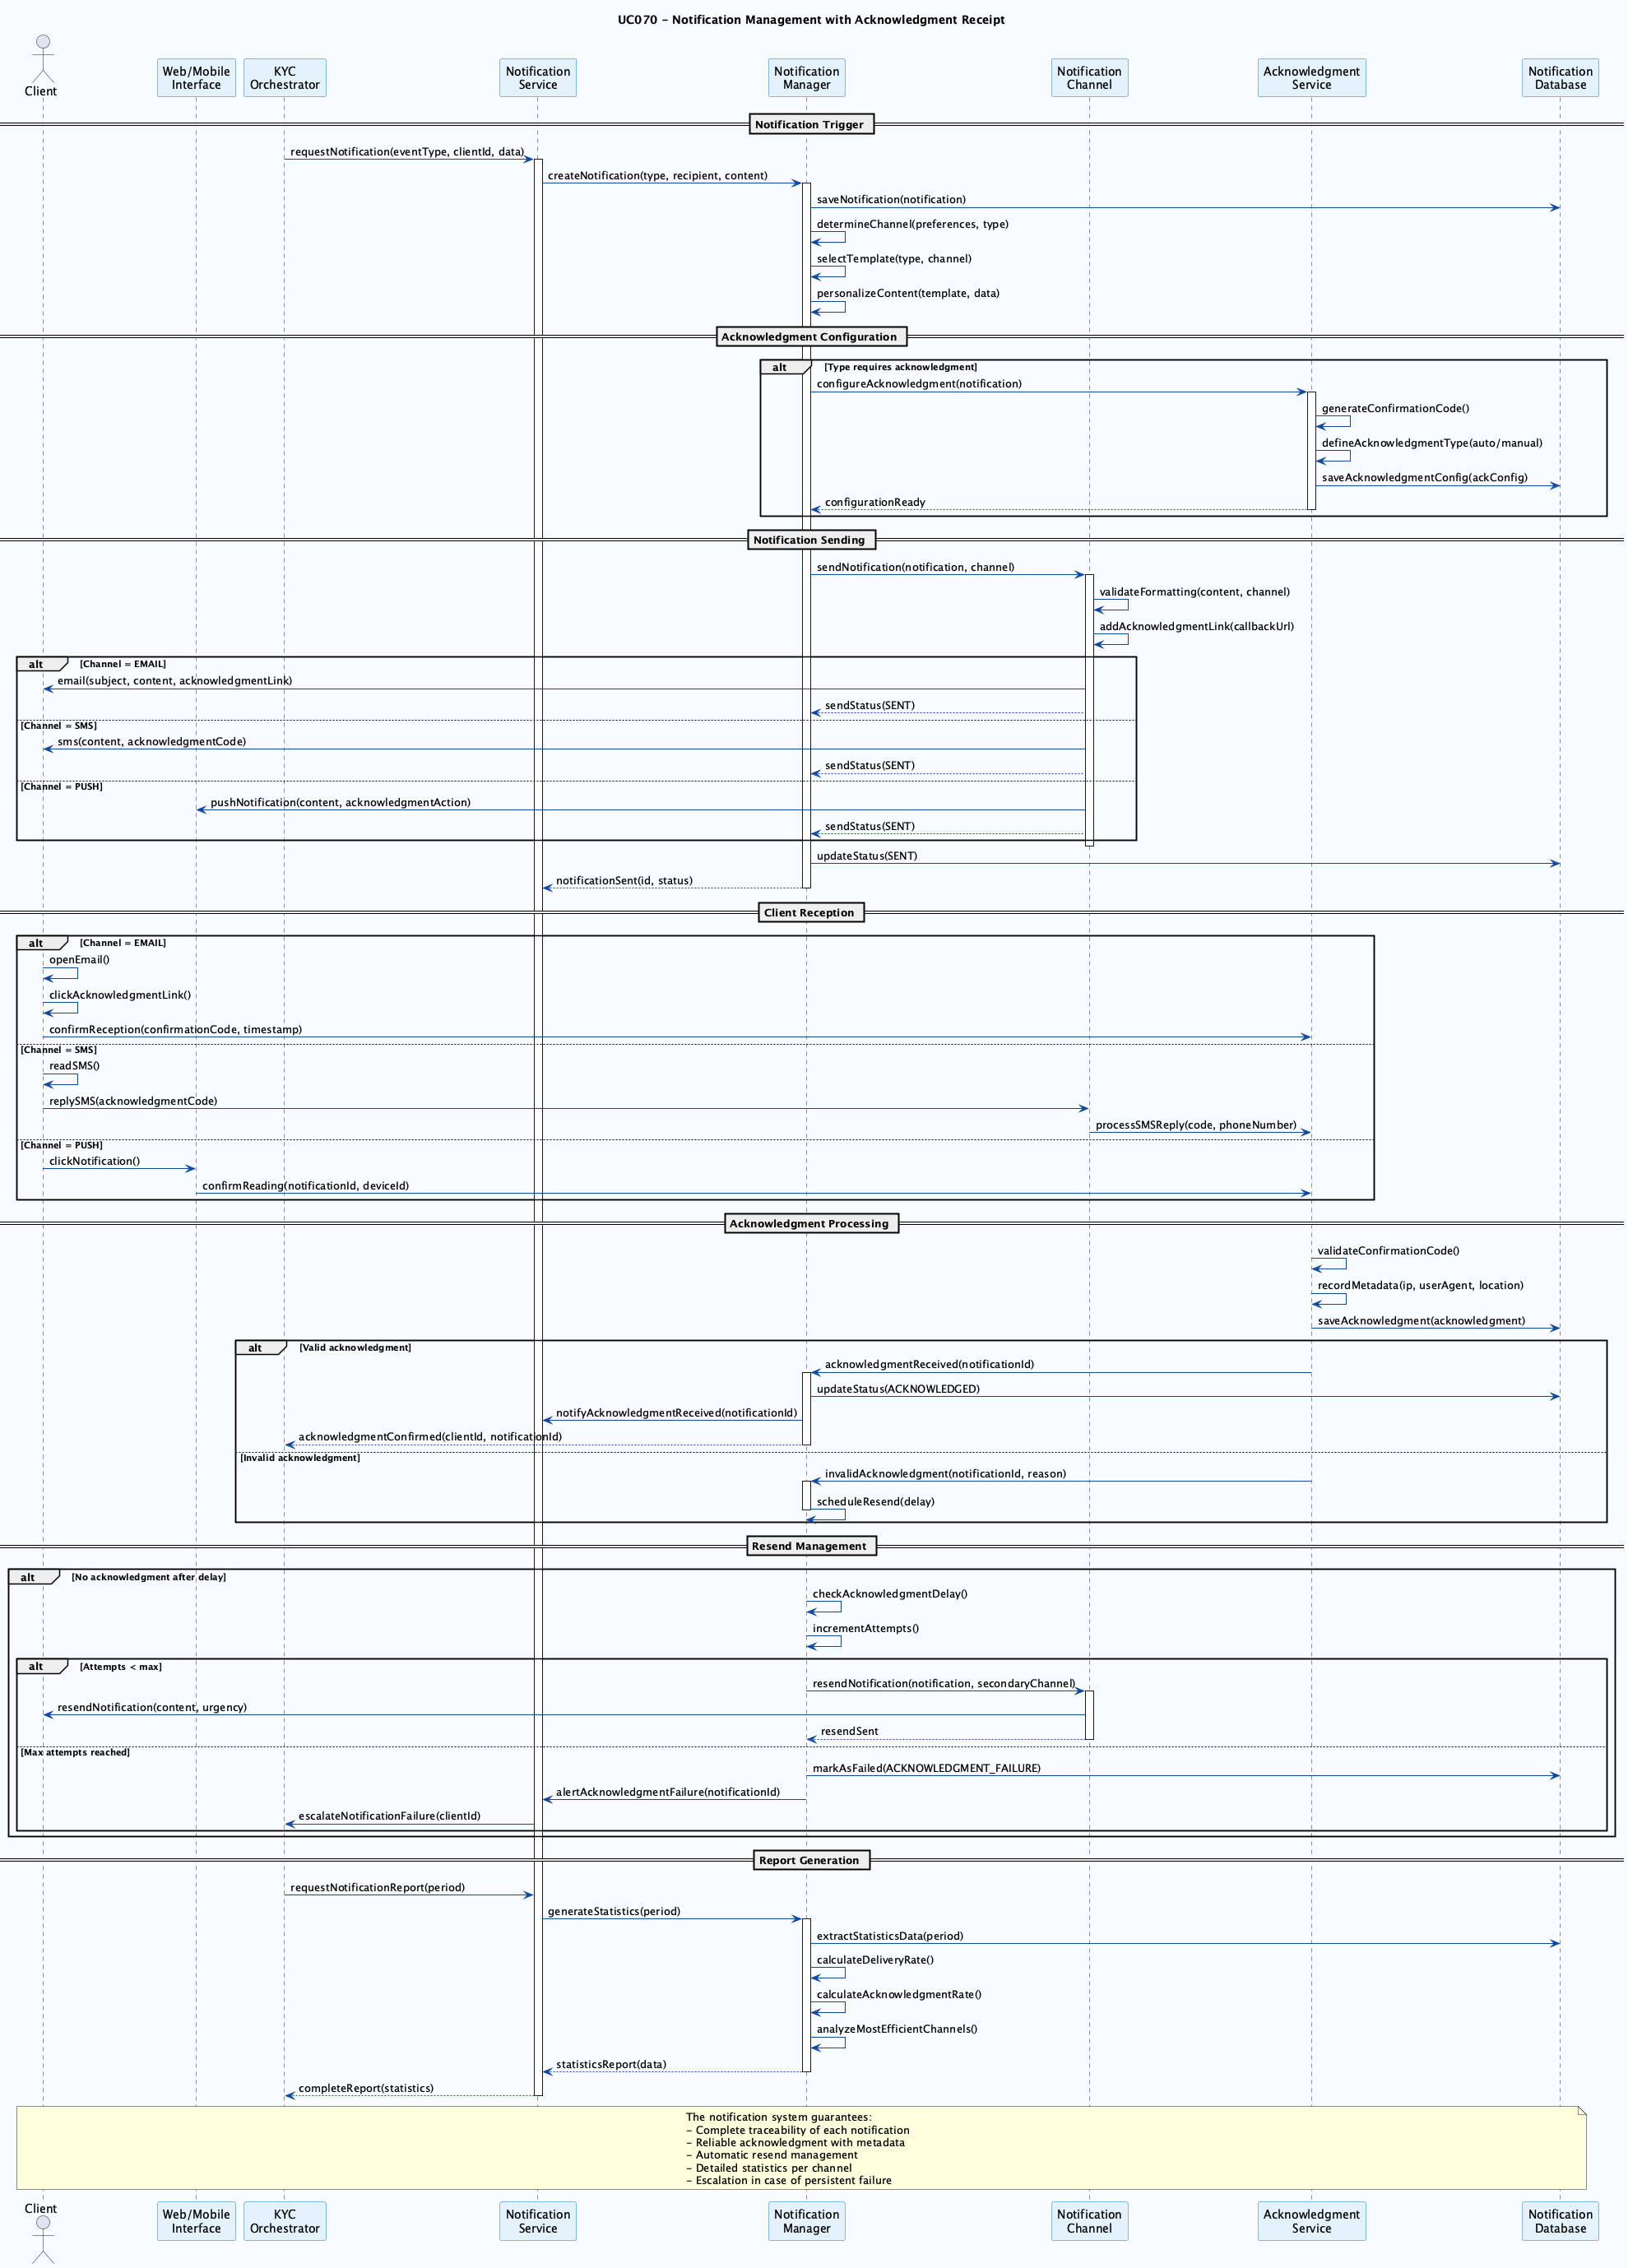 UC070 - Notification Management with Acknowledgment Receipt
Client
Web/Mobile
Interface
KYC
Orchestrator
Notification
Service
Notification
Manager
Notification
Channel
Acknowledgment
Service
Notification
Database
Notification Trigger
requestNotification(eventType, clientId, data)
createNotification(type, recipient, content)
saveNotification(notification)
determineChannel(preferences, type)
selectTemplate(type, channel)
personalizeContent(template, data)
Acknowledgment Configuration
alt [Type requires acknowledgment]
configureAcknowledgment(notification)
generateConfirmationCode()
defineAcknowledgmentType(auto/manual)
saveAcknowledgmentConfig(ackConfig)
configurationReady
Notification Sending
sendNotification(notification, channel)
validateFormatting(content, channel)
addAcknowledgmentLink(callbackUrl)
alt [Channel = EMAIL]
email(subject, content, acknowledgmentLink)
sendStatus(SENT)
[Channel = SMS]
sms(content, acknowledgmentCode)
sendStatus(SENT)
[Channel = PUSH]
pushNotification(content, acknowledgmentAction)
sendStatus(SENT)
updateStatus(SENT)
notificationSent(id, status)
Client Reception
alt [Channel = EMAIL]
openEmail()
clickAcknowledgmentLink()
confirmReception(confirmationCode, timestamp)
[Channel = SMS]
readSMS()
replySMS(acknowledgmentCode)
processSMSReply(code, phoneNumber)
[Channel = PUSH]
clickNotification()
confirmReading(notificationId, deviceId)
Acknowledgment Processing
validateConfirmationCode()
recordMetadata(ip, userAgent, location)
saveAcknowledgment(acknowledgment)
alt [Valid acknowledgment]
acknowledgmentReceived(notificationId)
updateStatus(ACKNOWLEDGED)
notifyAcknowledgmentReceived(notificationId)
acknowledgmentConfirmed(clientId, notificationId)
[Invalid acknowledgment]
invalidAcknowledgment(notificationId, reason)
scheduleResend(delay)
Resend Management
alt [No acknowledgment after delay]
checkAcknowledgmentDelay()
incrementAttempts()
alt [Attempts < max]
resendNotification(notification, secondaryChannel)
resendNotification(content, urgency)
resendSent
[Max attempts reached]
markAsFailed(ACKNOWLEDGMENT_FAILURE)
alertAcknowledgmentFailure(notificationId)
escalateNotificationFailure(clientId)
Report Generation
requestNotificationReport(period)
generateStatistics(period)
extractStatisticsData(period)
calculateDeliveryRate()
calculateAcknowledgmentRate()
analyzeMostEfficientChannels()
statisticsReport(data)
completeReport(statistics)
The notification system guarantees:
- Complete traceability of each notification
- Reliable acknowledgment with metadata
- Automatic resend management
- Detailed statistics per channel
- Escalation in case of persistent failure
Client
Web/Mobile
Interface
KYC
Orchestrator
Notification
Service
Notification
Manager
Notification
Channel
Acknowledgment
Service
Notification
Database